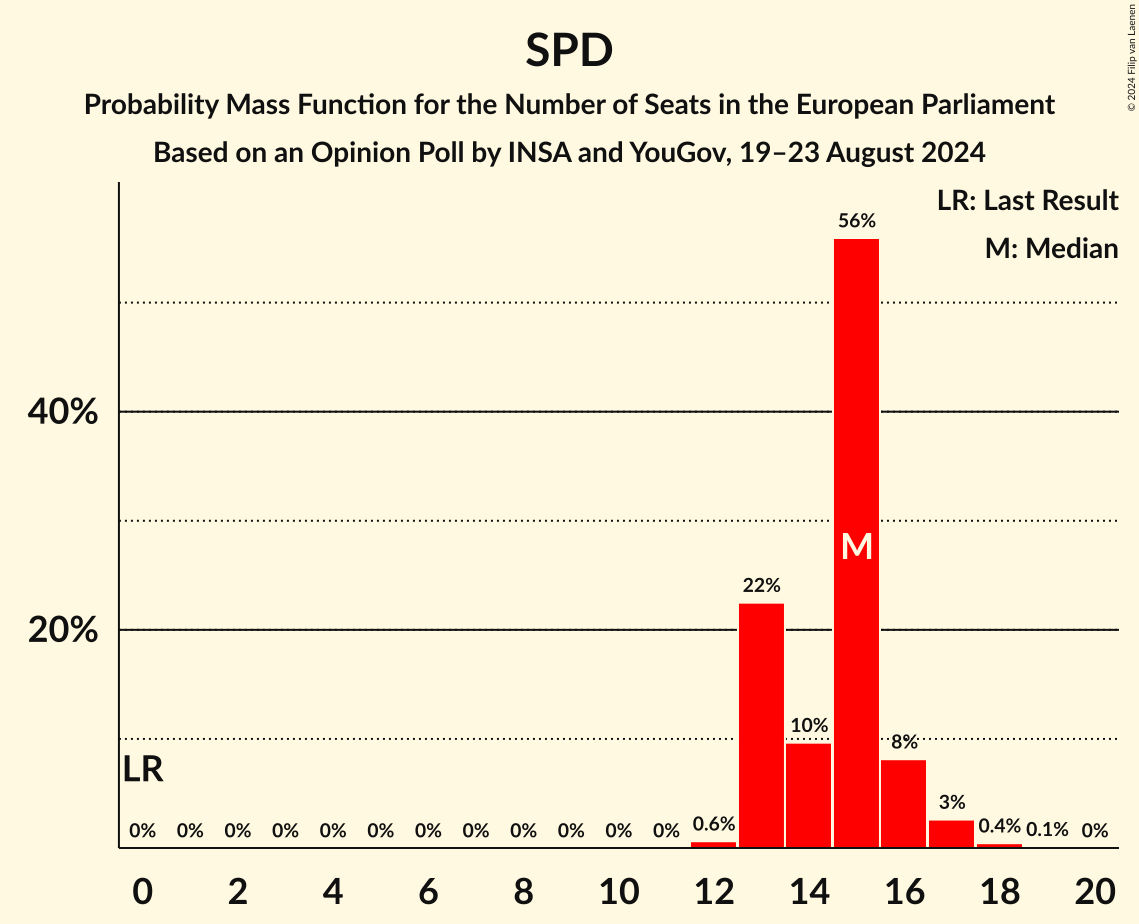 SPD
Probability Mass Function for the Number of Seats in the European Parliament
Based on an Opinion Poll by INSA and YouGov, 19–23 August 2024
© 2024 Filip van Laenen
LR: Last Result
M: Median
56%
40%
M
22%
20%
10%
8%
LR
3%
0% 0% 0% 0% 0% 0% 0% 0% 0% 0% 0% 0% 0.6% 0.4% 0.1% 0%
0 2 4 6 8 10 12 14 16 18 20